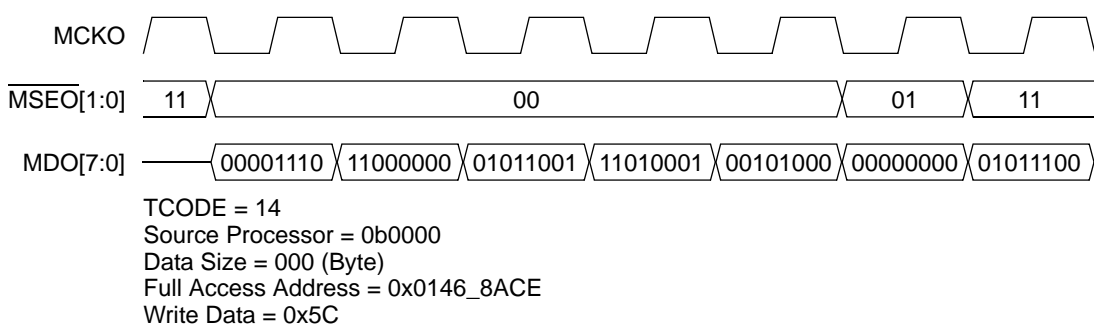 MCKO
MSEO[1:0] 11 00 01 11
MDO[7:0] 00001110 11000000 01011001 11010001 00101000 00000000 01011100
TCODE = 14
Source Processor = 0b0000
Data Size = 000 (Byte)
Full Access Address = 0x0146_8ACE
Write Data = 0x5C